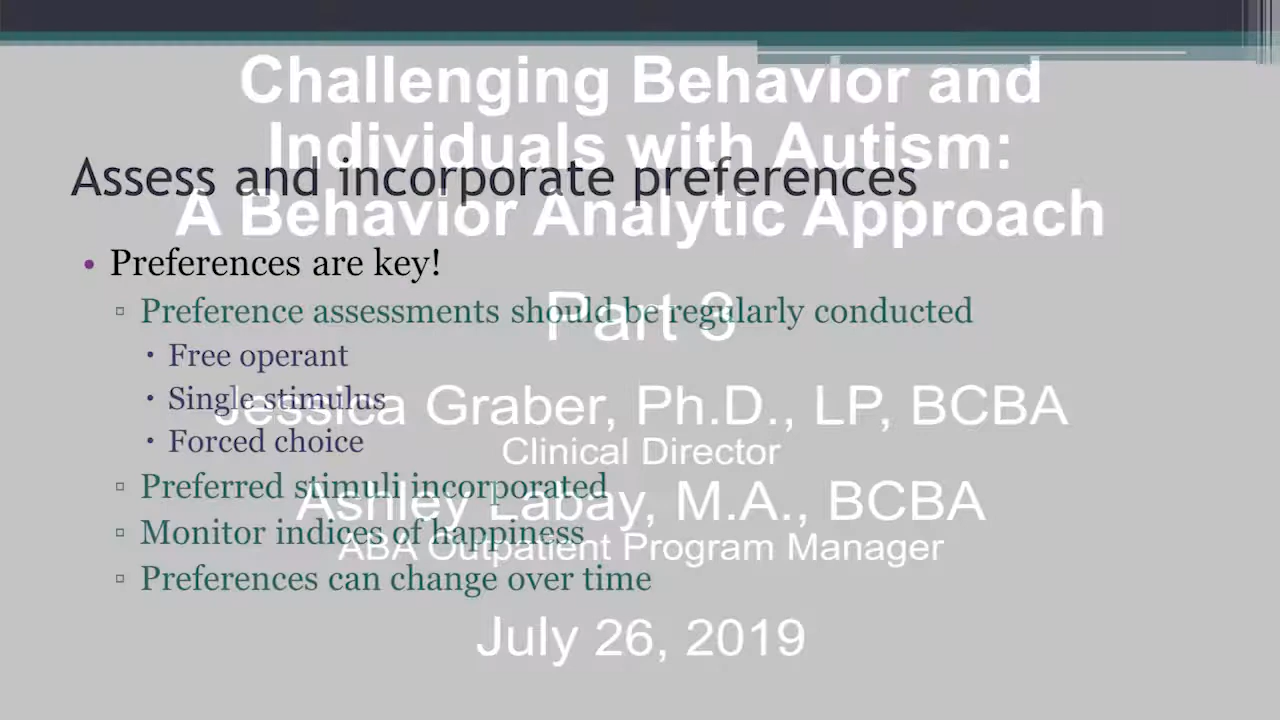 Challenging Behavior and
Individuals with Autism:
A Behavior Analytic Approach
Part 3
Jessica Graber, Ph.D., LP, BCBA
Clinical Director
Ashley Labay, M.A., BCBA
ABA Outpatient Program Manager
July 26, 2019
Assess and incorporate preferences
• Preferences are key!
▫ Preference assessments should be regularly conducted
▪ Free operant
▪ Single stimulus
▪ Forced choice
▫ Preferred stimuli incorporated
▫ Monitor indices of happiness
▫ Preferences can change over time